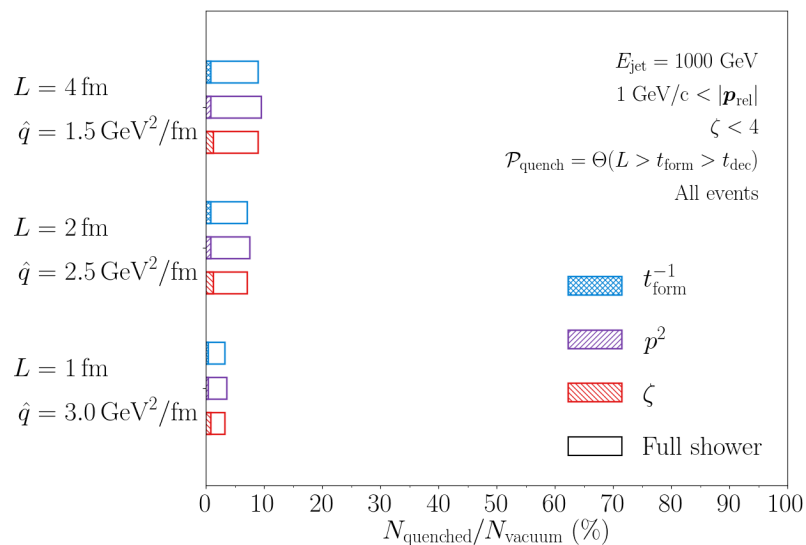 L = 4 fm
q̂ = 1.5 GeV²/fm
L = 2 fm
q̂ = 2.5 GeV²/fm
L = 1 fm
q̂ = 3.0 GeV²/fm
E_jet = 1000 GeV
1 GeV/c < |p_rel|
ζ < 4
𝒫_quench = Θ(L > t_form > t_dec)
All events
t_form⁻¹
p²
ζ
Full shower
0 10 20 30 40 50 60 70 80 90 100
N_quenched/N_vacuum (%)